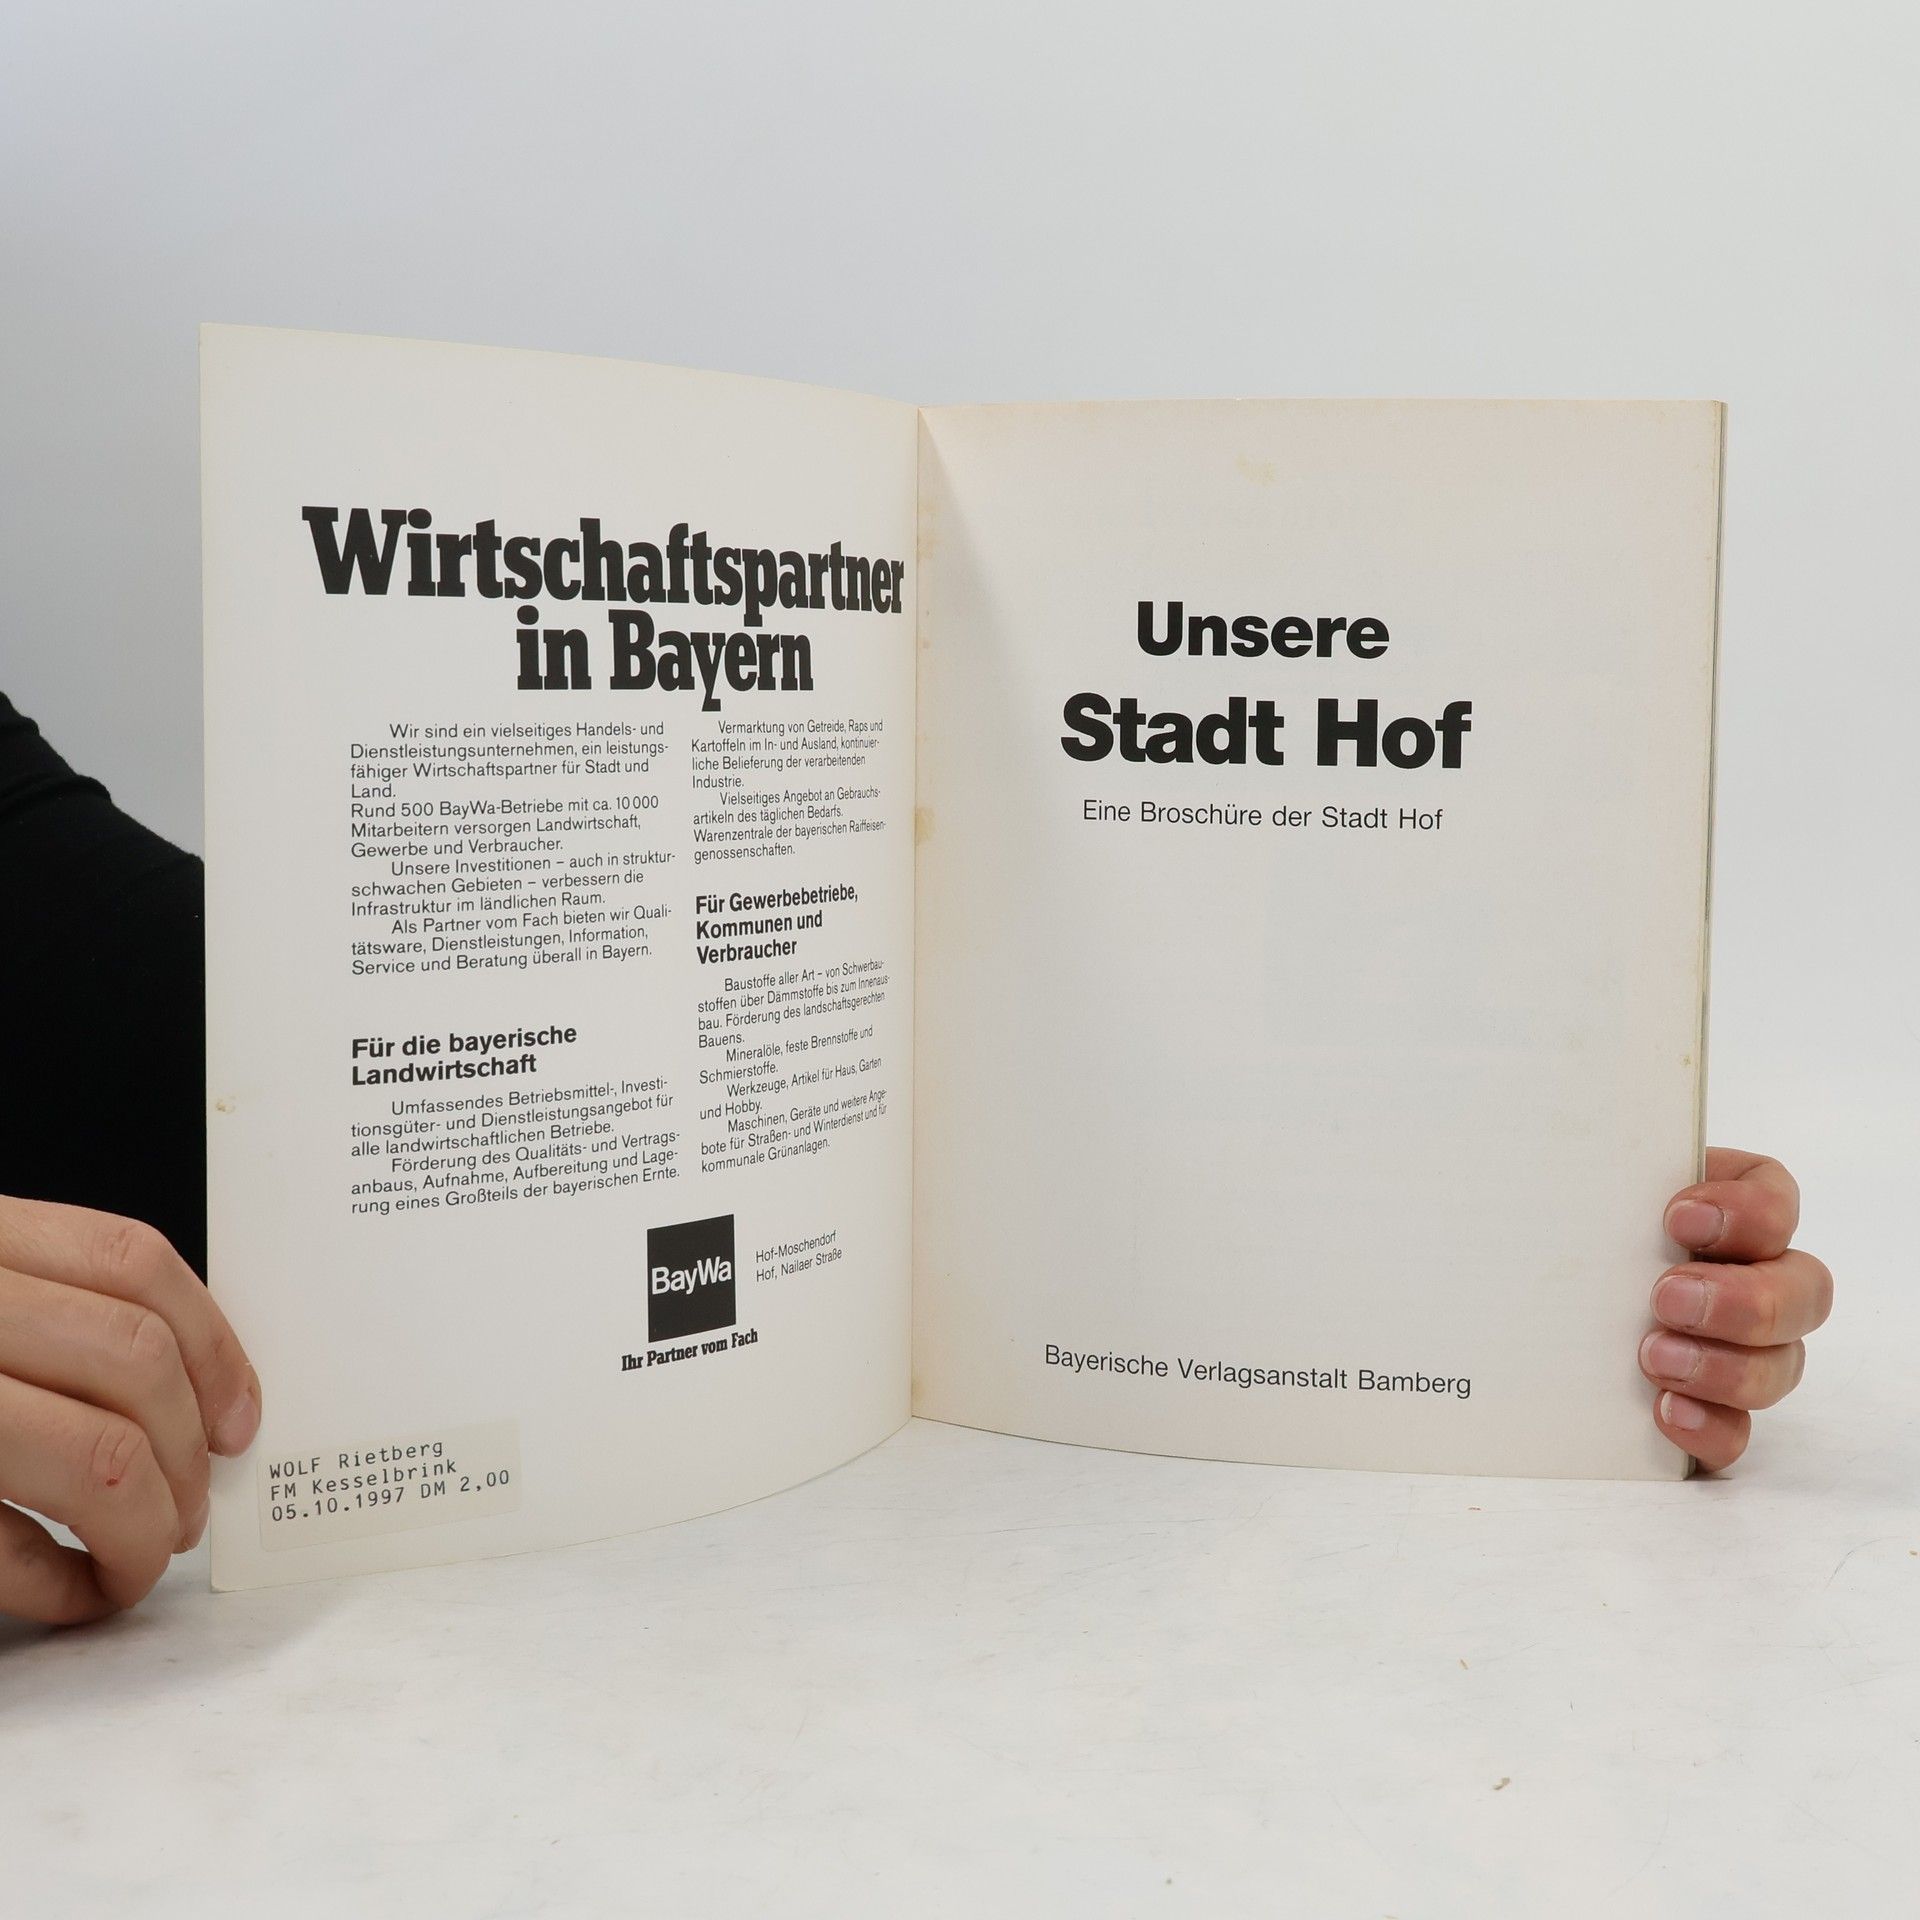 Wirtschaftspartner
in Bayern
Wir sind ein vielseitiges Handels- und
Dienstleistungsunternehmen, ein leistungs-
fähiger Wirtschaftspartner für Stadt und
Land.
Rund 500 BayWa-Betriebe mit ca. 10 000
Mitarbeitern versorgen Landwirtschaft,
Gewerbe und Verbraucher.
Unsere Investitionen – auch in struktur-
schwachen Gebieten – verbessern die
Infrastruktur im ländlichen Raum.
Als Partner vom Fach bieten wir Quali-
tätsware, Dienstleistungen, Information,
Service und Beratung überall in Bayern.
Für die bayerische
Landwirtschaft
Umfassendes Betriebsmittel-, Investi-
tionsgüter- und Dienstleistungsangebot für
alle landwirtschaftlichen Betriebe.
Förderung des Qualitäts- und Vertrags-
anbaus, Aufnahme, Aufbereitung und Lage-
rung eines Großteils der bayerischen Ernte.
Vermarktung von Getreide, Raps und
Kartoffeln im In- und Ausland, kontinuier-
liche Belieferung der verarbeitenden
Industrie.
Vielseitiges Angebot an Gebrauchs-
artikeln des täglichen Bedarfs.
Warenzentrale der bayerischen Raiffeisen-
genossenschaften.
Für Gewerbebetriebe,
Kommunen und
Verbraucher
Baustoffe aller Art – von Schwerbau-
stoffen über Dämmstoffe bis zum Innenaus-
bau. Förderung des landschaftsgerechten
Bauens.
Mineralöle, feste Brennstoffe und
Schmierstoffe.
Werkzeuge, Artikel für Haus, Garten
und Hobby.
Maschinen, Geräte und weitere Ange-
bote für Straßen- und Winterdienst und für
kommunale Grünanlagen.
BayWa
Hof-Moschendorf
Hof, Nailaer Straße
Ihr Partner vom Fach
WOLF Rietberg
FM Kesselbrink
05.10.1997 DM 2,00
Unsere
Stadt Hof
Eine Broschüre der Stadt Hof
Bayerische Verlagsanstalt Bamberg